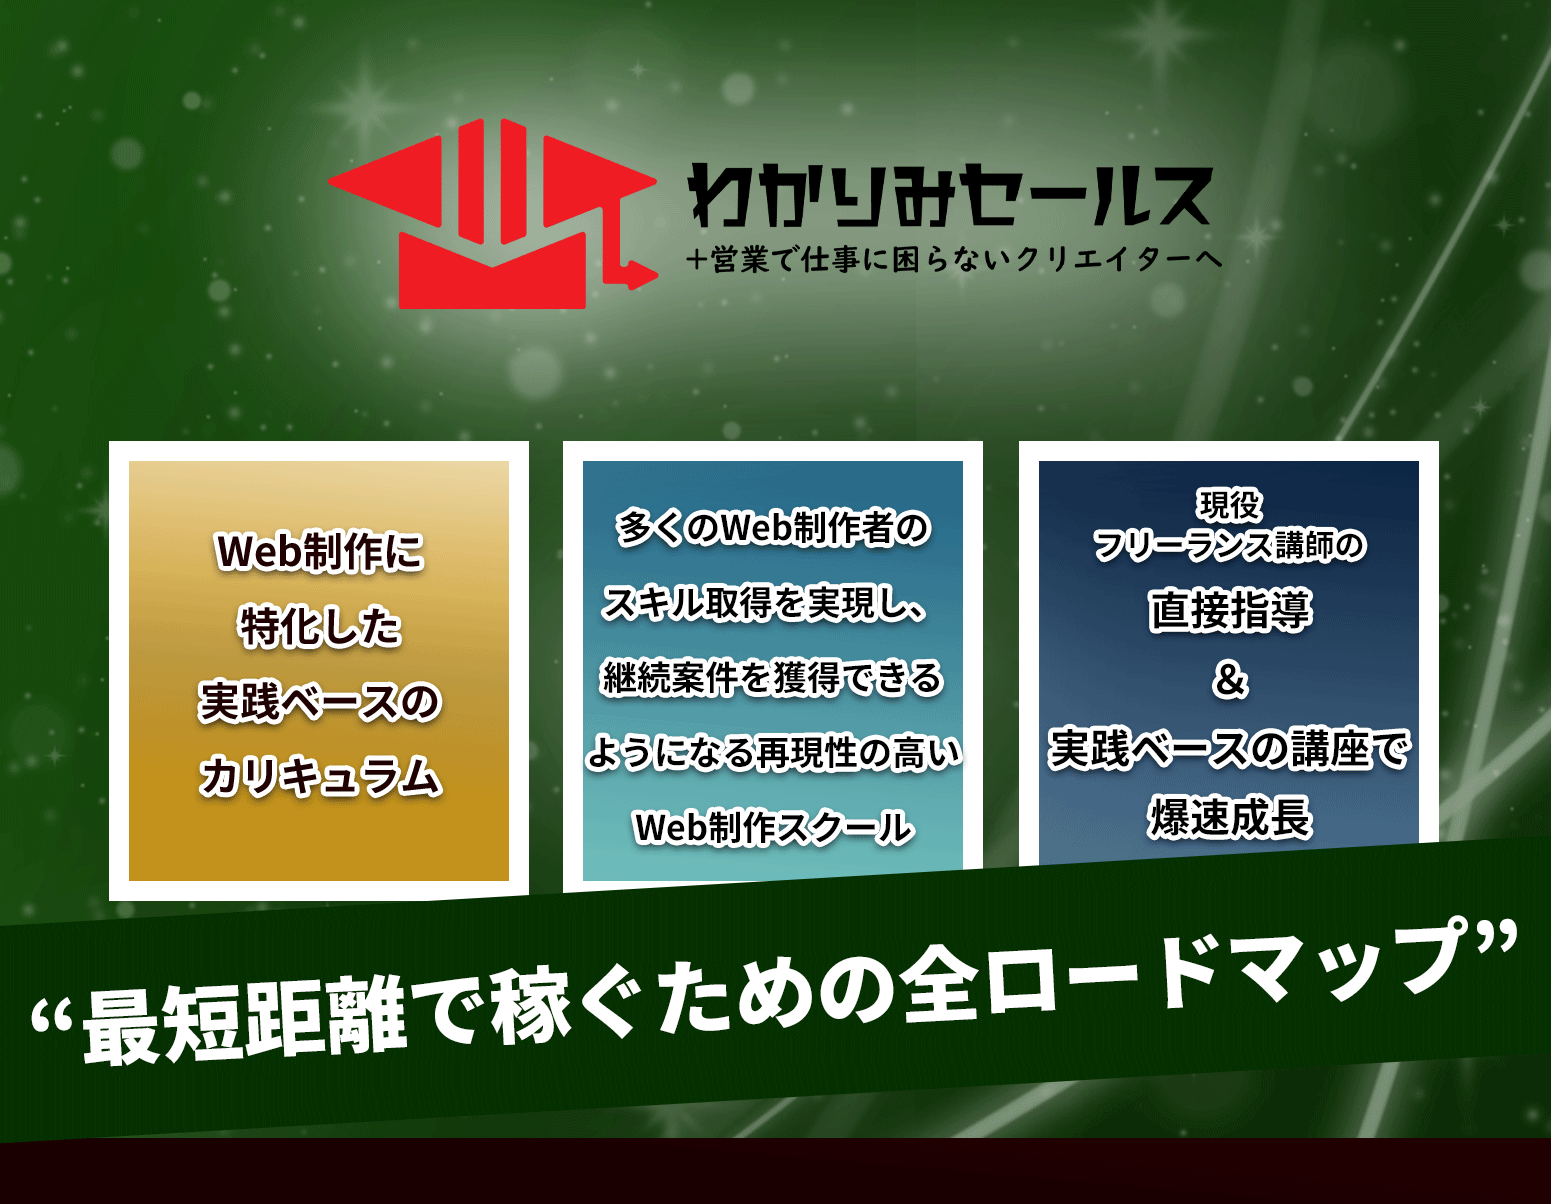 わかりみセールス
＋営業で仕事に困らないクリエイターへ
Web制作に
特化した
実践ベースの
カリキュラム
多くのWeb制作者の
スキル取得を実現し、
継続案件を獲得できる
ようになる再現性の高い
Web制作スクール
現役
フリーランス講師の
直接指導
＆
実践ベースの講座で
爆速成長
“最短距離で稼ぐための全ロードマップ”